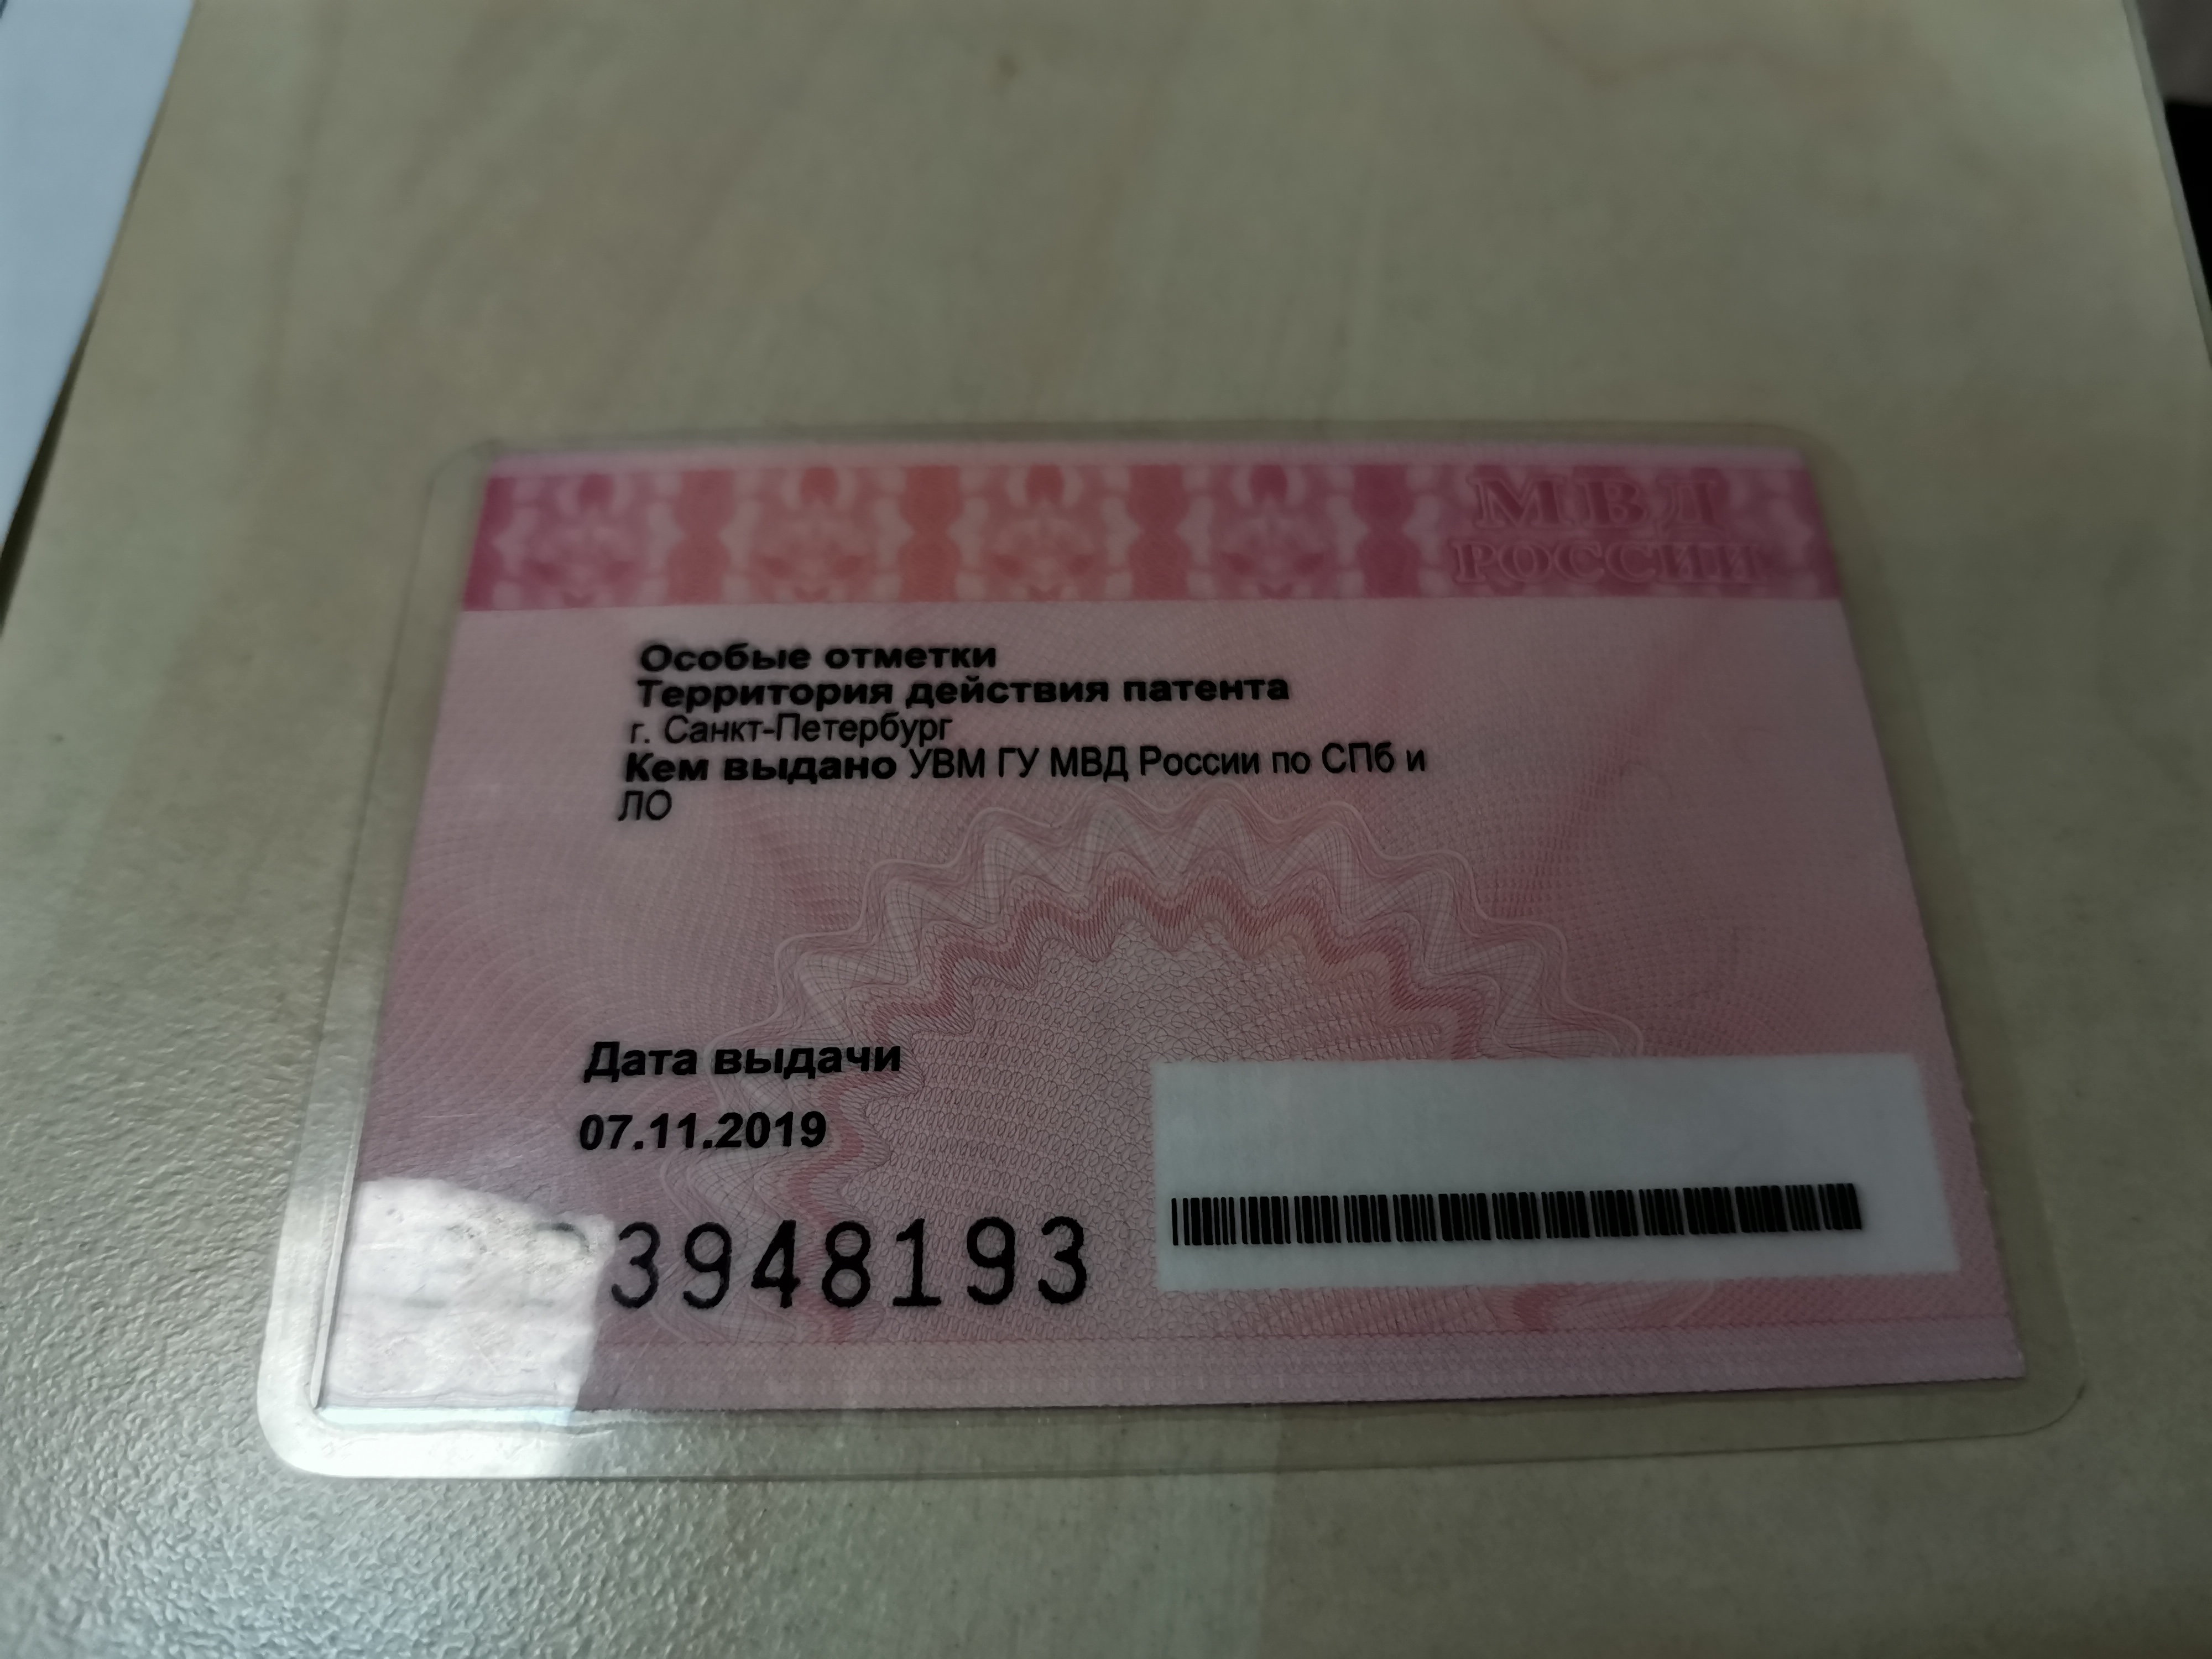 МВД
РОССИИ
Особые отметки
Территория действия патента
г. Санкт-Петербург
Кем выдано УВМ ГУ МВД России по СПб и
ЛО
Дата выдачи
07.11.2019
3948193